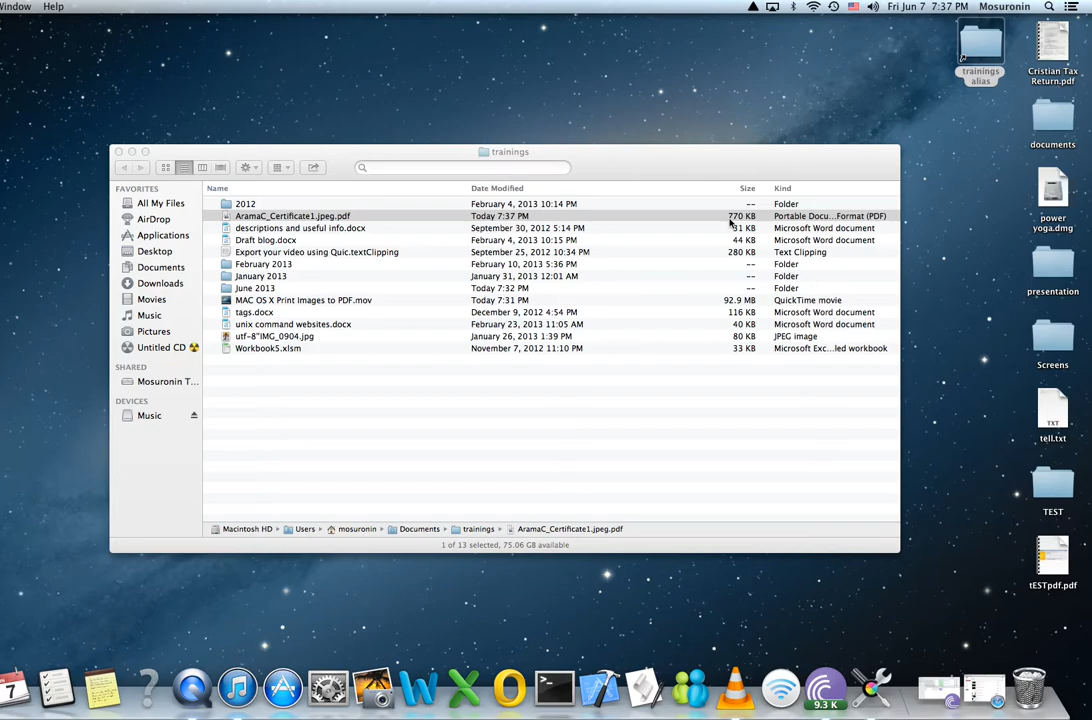 Window Help Fri Jun 7 7:37 PM Mosuronin
trainings
FAVORITES
All My Files
AirDrop
Applications
Desktop
Documents
Downloads
Movies
Music
Pictures
Untitled CD
SHARED
Mosuronin T...
DEVICES
Music
Name Date Modified Size Kind
2012 February 4, 2013 10:14 PM -- Folder
AramaC_Certificate1.jpeg.pdf Today 7:37 PM 770 KB Portable Docu...Format (PDF)
descriptions and useful info.docx September 30, 2012 5:14 PM 31 KB Microsoft Word document
Draft blog.docx February 4, 2013 10:15 PM 44 KB Microsoft Word document
Export your video using Quic.textClipping September 25, 2012 10:34 PM 280 KB Text Clipping
February 2013 February 10, 2013 5:36 PM -- Folder
January 2013 January 31, 2013 12:01 AM -- Folder
June 2013 Today 7:32 PM -- Folder
MAC OS X Print Images to PDF.mov Today 7:31 PM 92.9 MB QuickTime movie
tags.docx December 9, 2012 4:54 PM 116 KB Microsoft Word document
unix command websites.docx February 23, 2013 11:05 AM 40 KB Microsoft Word document
utf-8"IMG_0904.jpg January 26, 2013 1:39 PM 80 KB JPEG image
Workbook5.xlsm November 7, 2012 11:10 PM 33 KB Microsoft Exc...led workbook
Macintosh HD Users mosuronin Documents trainings AramaC_Certificate1.jpeg.pdf
1 of 13 selected, 75.06 GB available
trainings
alias
Cristian Tax
Return.pdf
documents
power
yoga.dmg
presentation
Screens
TXT
tell.txt
TEST
tESTpdf.pdf
7
9.3 K